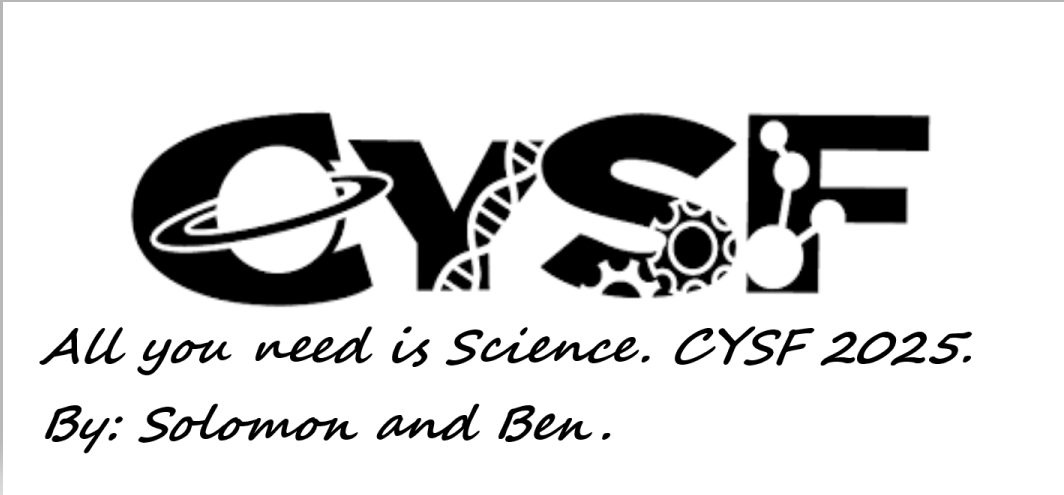 CYSF
All you need is Science. CYSF 2025.
By: Solomon and Ben.